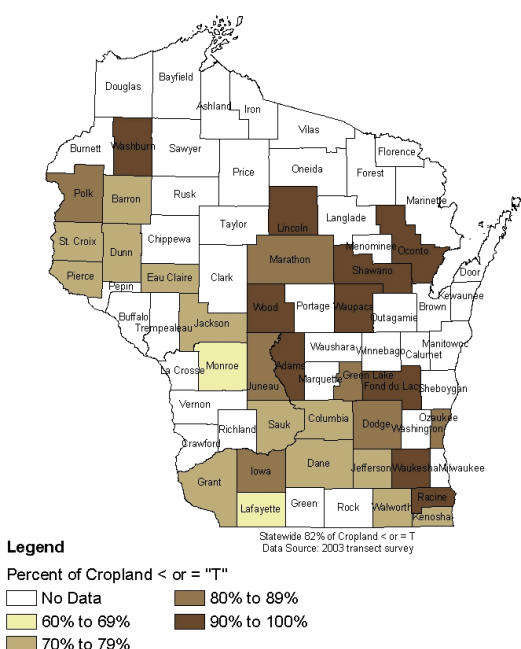 Bayfield
Douglas
Ashland
Iron
Vilas
Florence
Burnett
Washburn
Sawyer
Oneida
Forest
Price
Polk
Barron
Rusk
Marinette
Lincoln
Langlade
Taylor
Chippewa
Menominee
Oconto
St. Croix
Dunn
Marathon
Shawano
Door
Pierce
Eau Claire
Clark
Pepin
Kewaunee
Wood
Portage
Waupaca
Brown
Outagamie
Buffalo
Trempealeau
Jackson
Manitowoc
Waushara
Winnebago
Calumet
La Crosse
Monroe
Adams
Marquette
Green Lake
Fond du Lac
Sheboygan
Juneau
Vernon
Ozaukee
Columbia
Dodge
Washington
Richland
Sauk
Crawford
Iowa
Dane
Jefferson
Waukesha
Milwaukee
Grant
Racine
Lafayette
Green
Rock
Walworth
Kenosha
Statewide 82% of Cropland < or = T
Data Source: 2003 transect survey
Legend
Percent of Cropland < or = "T"
No Data
80% to 89%
60% to 69%
90% to 100%
70% to 79%